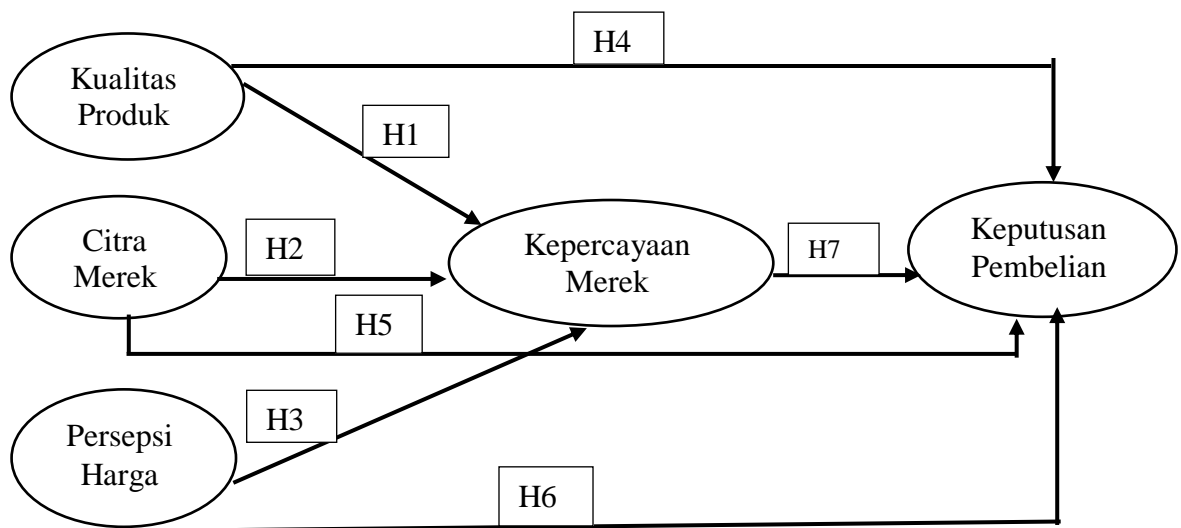 H4
Kualitas
Produk
H1
Citra
Merek
H2
Kepercayaan
Merek
H7
Keputusan
Pembelian
H5
H3
Persepsi
Harga
H6